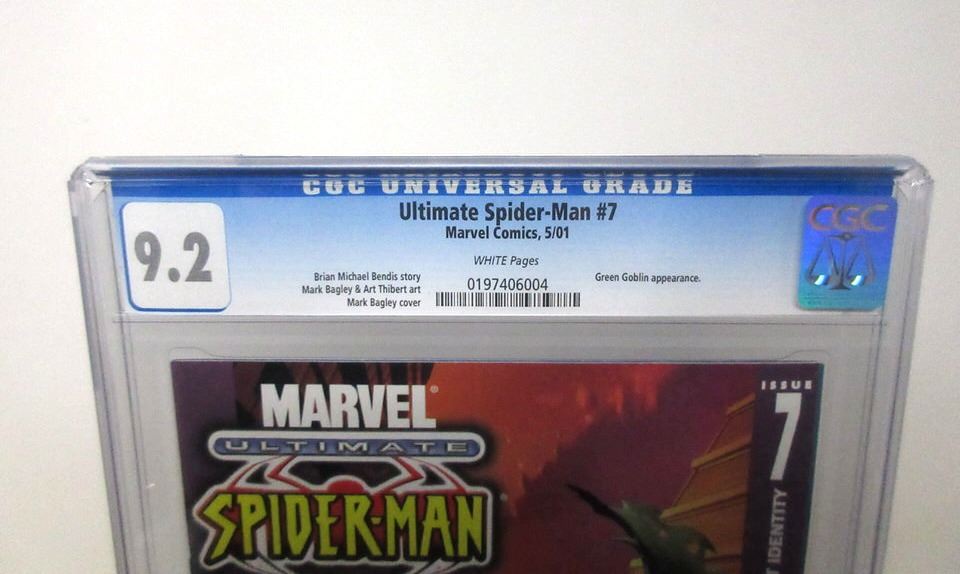 CGC UNIVERSAL GRADE
9.2
Ultimate Spider-Man #7
Marvel Comics, 5/01
WHITE Pages
Brian Michael Bendis story
Mark Bagley & Art Thibert art
Mark Bagley cover
0197406004
Green Goblin appearance.
CGC
MARVEL®
ULTIMATE
SPIDER-MAN
ISSUE
7
IDENTITY